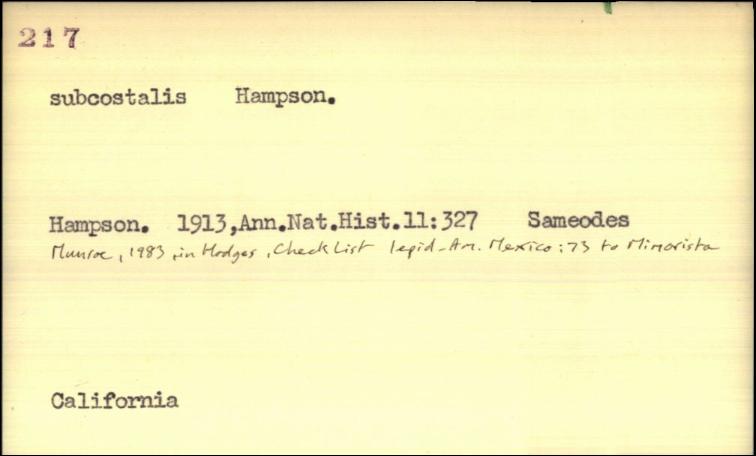 217
subcostalis Hampson.
Hampson. 1913,Ann.Nat.Hist.11:327 Sameodes
Munroe, 1983, in Hodges, Check List lepid. Am. Mexico: 73 to Mimorista
California